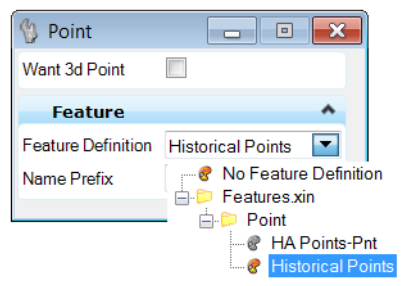 Point
Want 3d Point
Feature
Feature Definition Historical Points
Name Prefix
No Feature Definition
Features.xin
Point
HA Points-Pnt
Historical Points